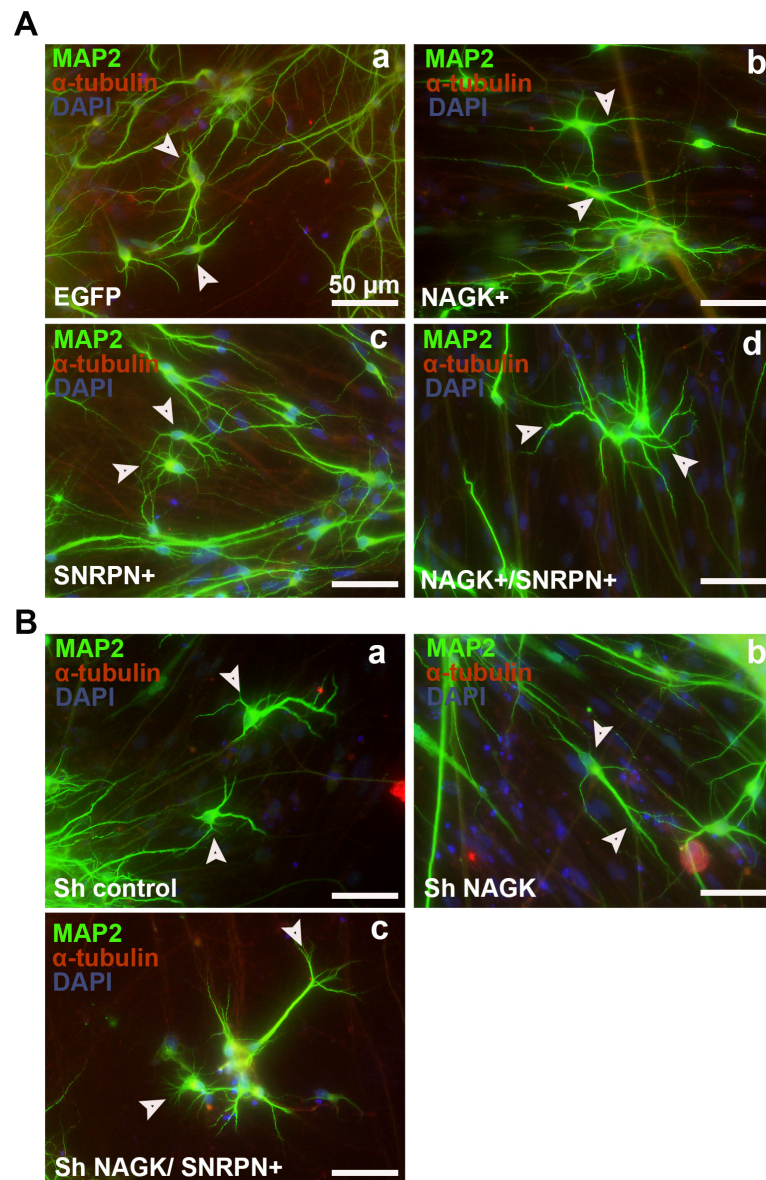 A
MAP2
α-tubulin
DAPI
a
EGFP
50 µm
MAP2
α-tubulin
DAPI
b
NAGK+
MAP2
α-tubulin
DAPI
c
SNRPN+
MAP2
α-tubulin
DAPI
d
NAGK+/SNRPN+
B
MAP2
α-tubulin
DAPI
a
Sh control
MAP2
α-tubulin
DAPI
b
Sh NAGK
MAP2
α-tubulin
DAPI
c
Sh NAGK/ SNRPN+